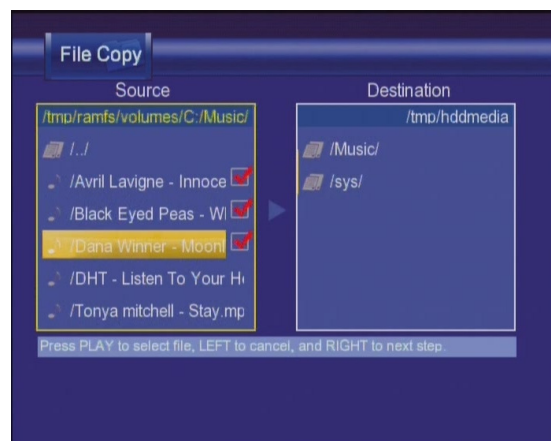 File Copy
Source
Destination
/tmp/ramfs/volumes/C:/Music/
/tmp/hddmedia
/../
/Avril Lavigne - Innoce
/Black Eyed Peas - Wl
/Dana Winner - Moonl
/DHT - Listen To Your H
/Tonya mitchell - Stay.mp
/Music/
/sys/
Press PLAY to select file, LEFT to cancel, and RIGHT to next step.